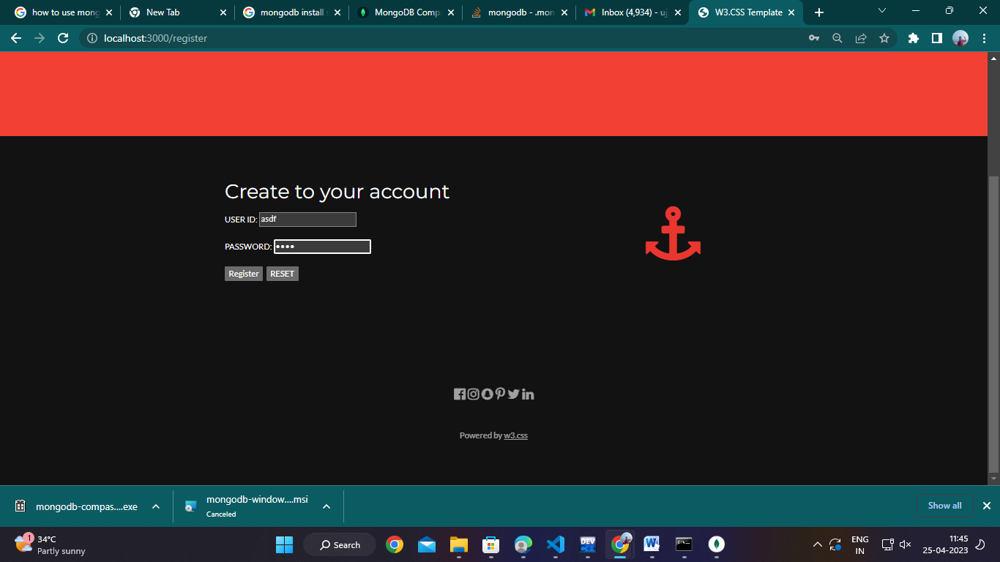 how to use mong
New Tab
mongodb install
MongoDB Comp
mongodb - .mon
Inbox (4,934) - uj
W3.CSS Template
localhost:3000/register
Create to your account
USER ID: asdf
PASSWORD: ••••
Register RESET
Powered by w3.css
mongodb-compas....exe
mongodb-window....msi
Canceled
Show all
1
34°C
Partly sunny
Search
DEV
ENG
IN
11:45
25-04-2023